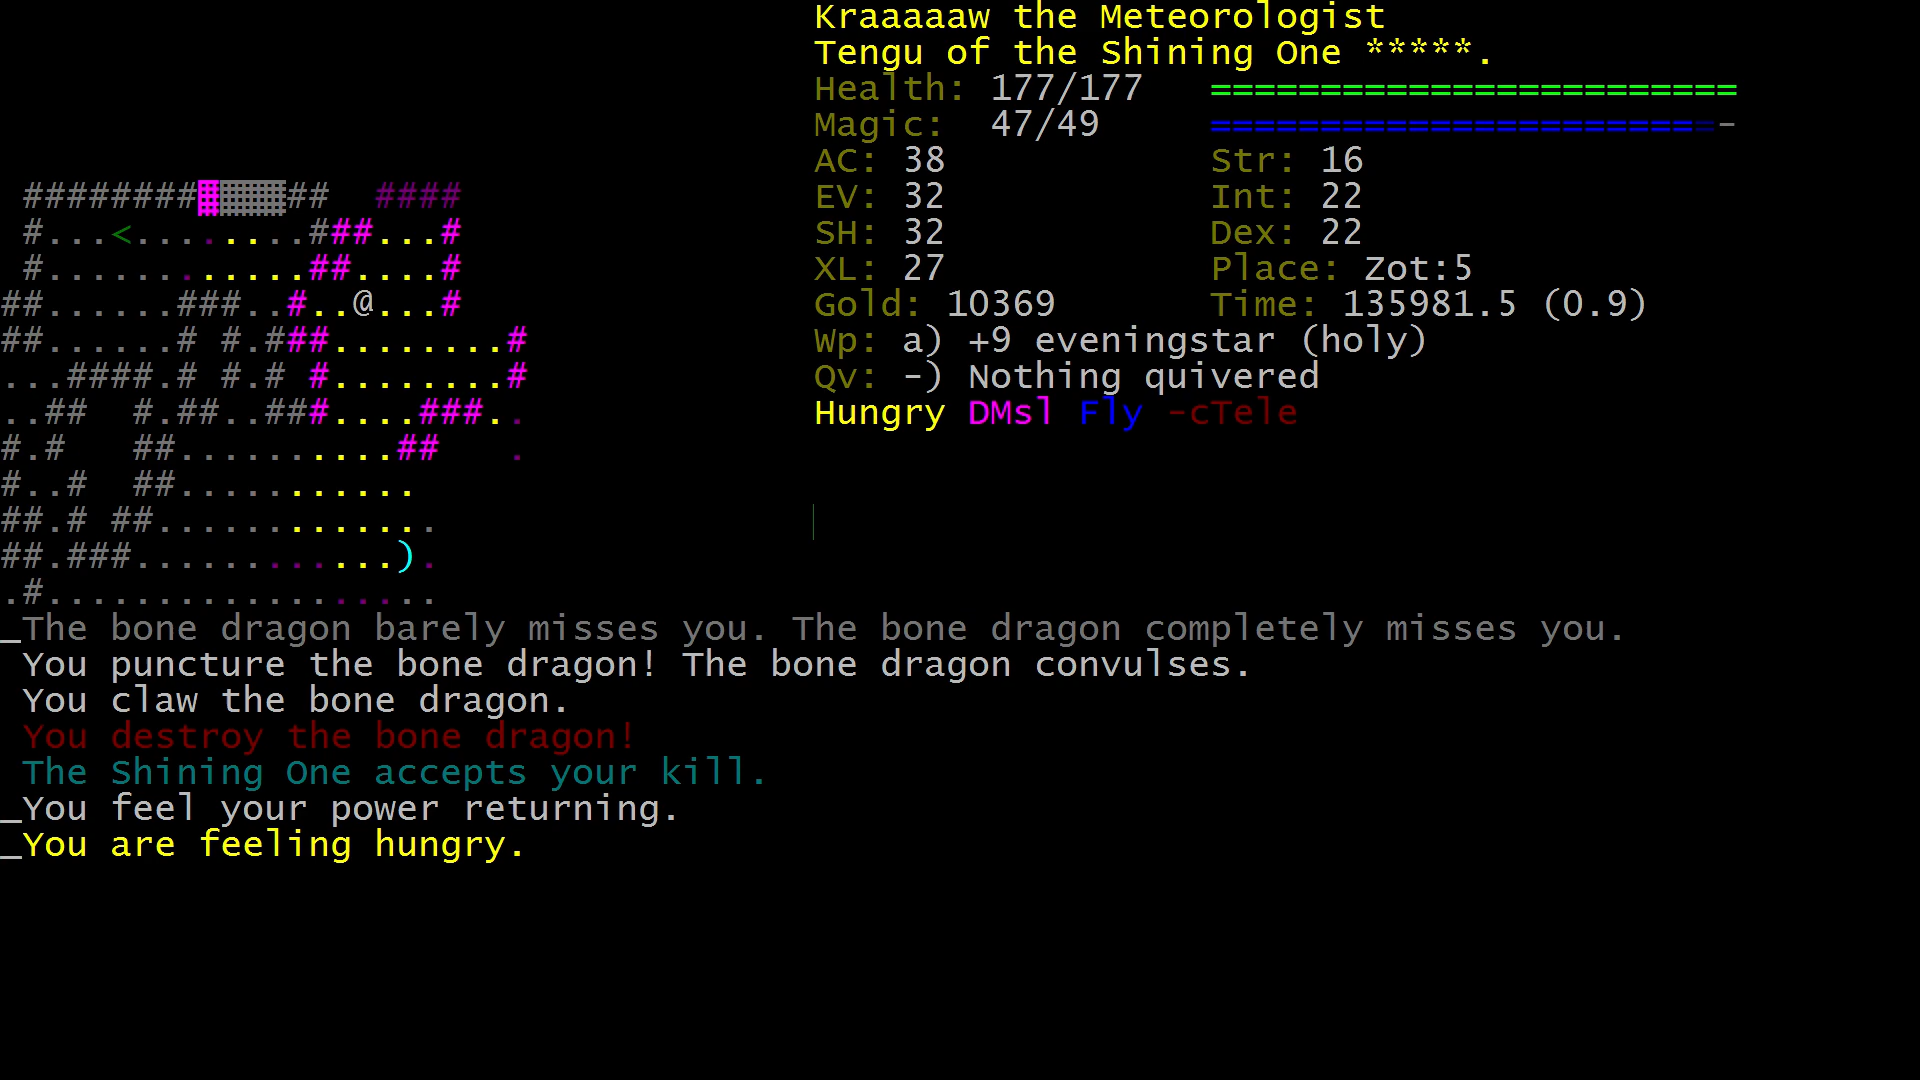 Kraaaaaw the Meteorologist
Tengu of the Shining One *****.
Health: 177/177 ========================
Magic: 47/49 =======================-
AC: 38 Str: 16
########▓▓▓▓## ####
EV: 32 Int: 22
#...<........###...#
SH: 32 Dex: 22
#............##....#
XL: 27 Place: Zot:5
##......###..#..@...#
Gold: 10369 Time: 135981.5 (0.9)
##......# #.###........#
Wp: a) +9 eveningstar (holy)
...####.# #.# #........#
Qv: -) Nothing quivered
..## #.##..###....###..
Hungry DMsl Fly -cTele
#.# ##..........## .
#..# ##...........
##.# ##.............
##.###............).
.#..................
_The bone dragon barely misses you. The bone dragon completely misses you.
You puncture the bone dragon! The bone dragon convulses.
You claw the bone dragon.
You destroy the bone dragon!
The Shining One accepts your kill.
_You feel your power returning.
_You are feeling hungry.